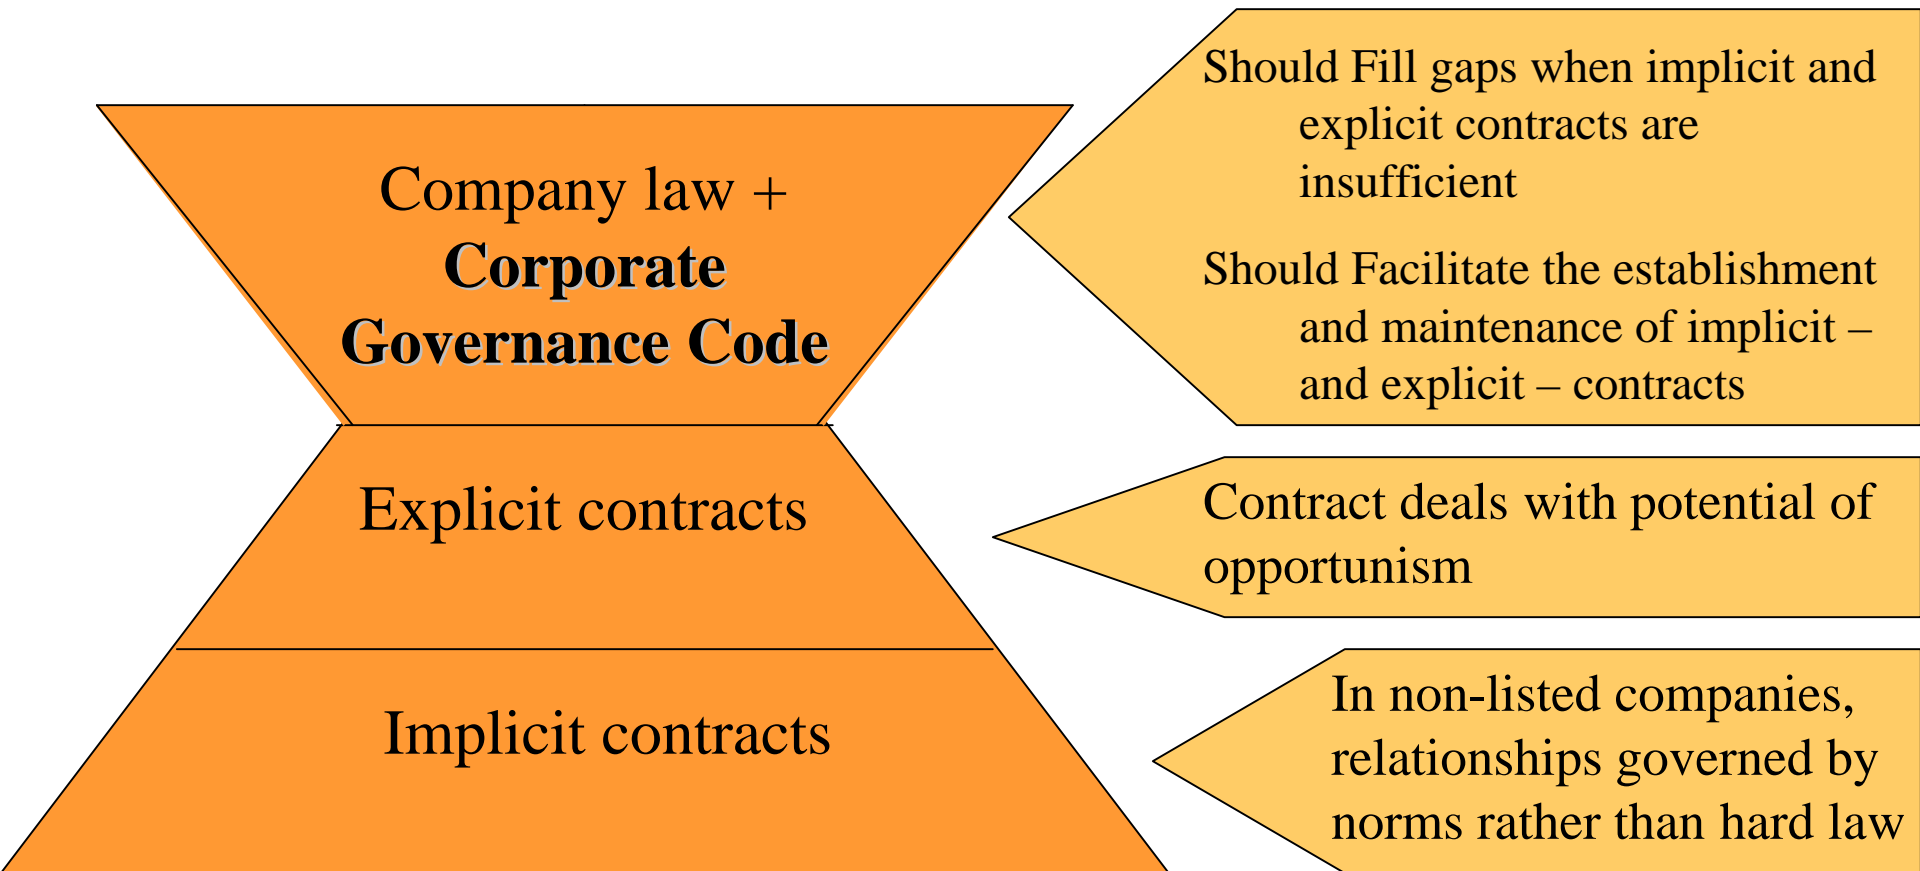 Company law +
Corporate
Governance Code
Explicit contracts
Implicit contracts
Should Fill gaps when implicit and
explicit contracts are
insufficient
Should Facilitate the establishment
and maintenance of implicit –
and explicit – contracts
Contract deals with potential of
opportunism
In non-listed companies,
relationships governed by
norms rather than hard law